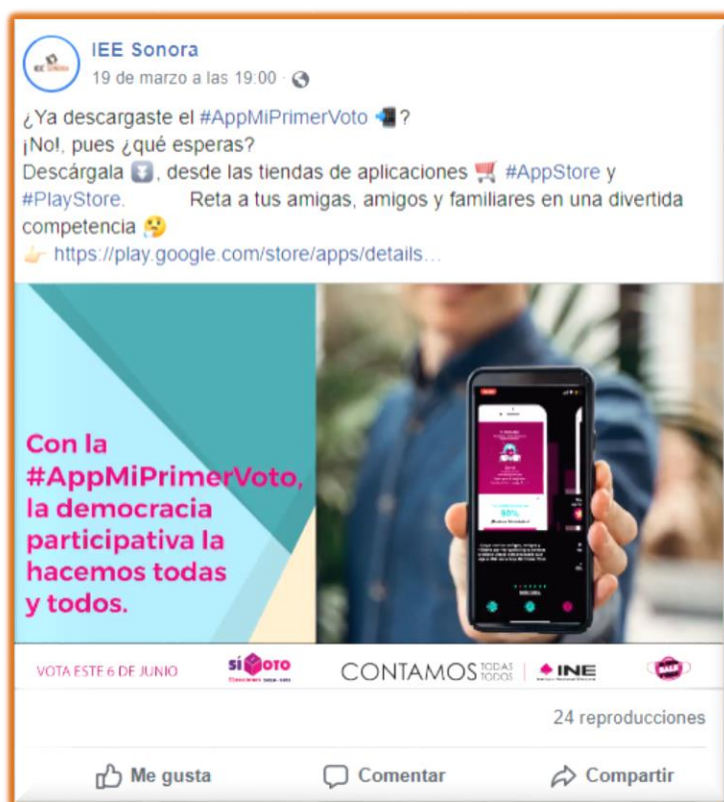 IEE Sonora
19 de marzo a las 19:00 ·
¿Ya descargaste el #AppMiPrimerVoto 📲?
¡No!, pues ¿qué esperas?
Descárgala ⏬, desde las tiendas de aplicaciones 🛒 #AppStore y
#PlayStore. Reta a tus amigas, amigos y familiares en una divertida
competencia 🤔
👉🏻 https://play.google.com/store/apps/details...
Con la
#AppMiPrimerVoto,
la democracia
participativa la
hacemos todas
y todos.
90%
VOTA ESTE 6 DE JUNIO
SÍ VOTO
CONTAMOS TODAS TODOS
INE
24 reproducciones
Me gusta
Comentar
Compartir